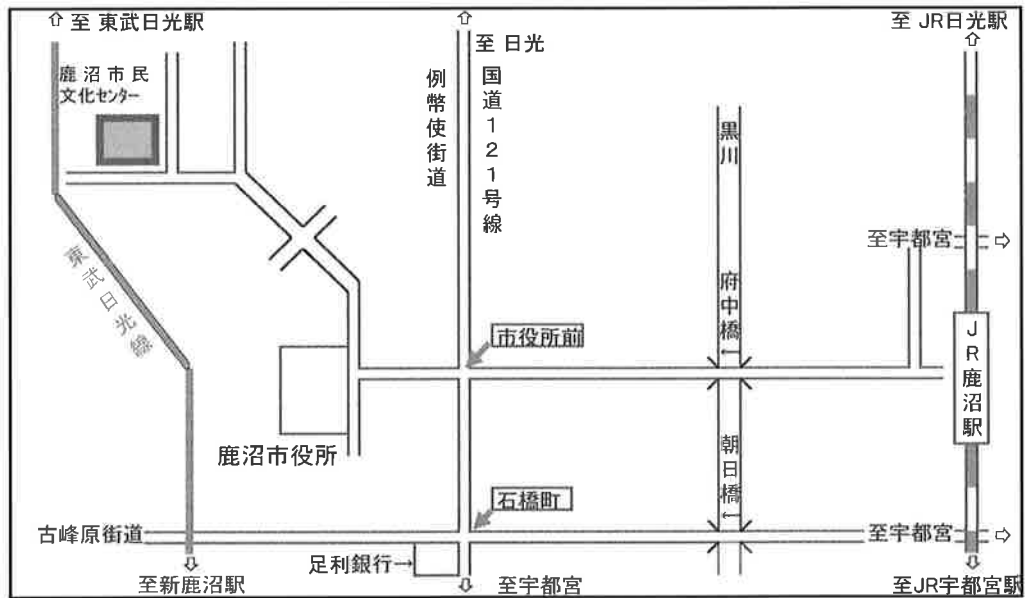 至 東武日光駅
至 日光
至 JR日光駅
鹿沼市民
文化センター
例幣使街道
国道121号線
黒川
至宇都宮
東武日光線
府中橋
↓
市役所前
JR鹿沼駅
鹿沼市役所
朝日橋
↓
石橋町
古峰原街道
至宇都宮
足利銀行→
至新鹿沼駅
至宇都宮
至JR宇都宮駅